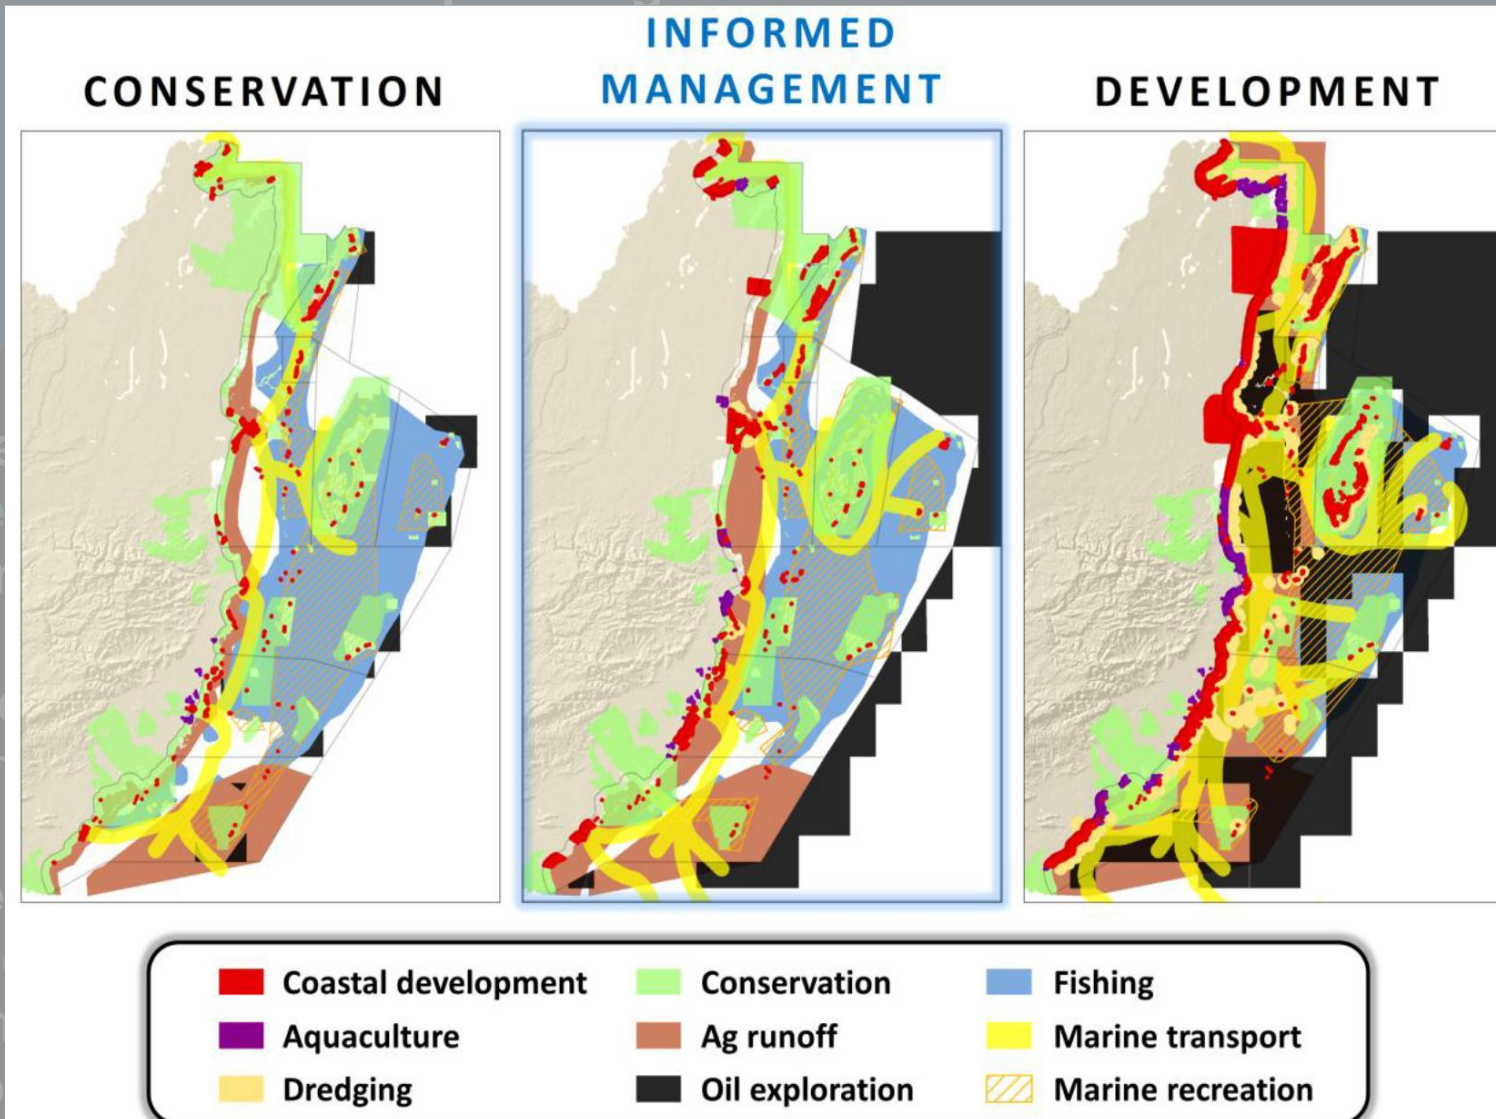 INFORMED
CONSERVATION MANAGEMENT DEVELOPMENT
Coastal development Conservation Fishing
Aquaculture Ag runoff Marine transport
Dredging Oil exploration Marine recreation